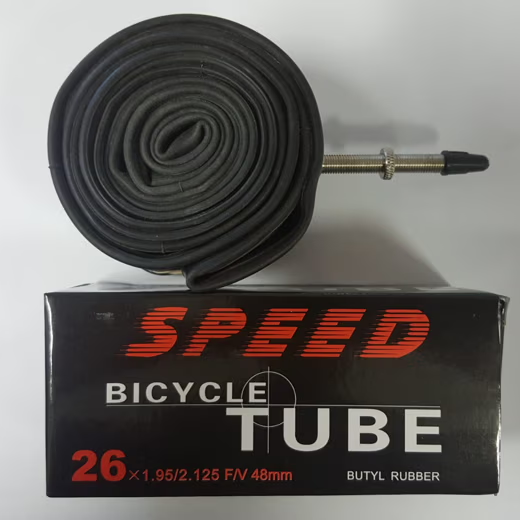 SPEED
BICYCLE
TUBE
26×1.95/2.125 F/V 48mm
BUTYL RUBBER